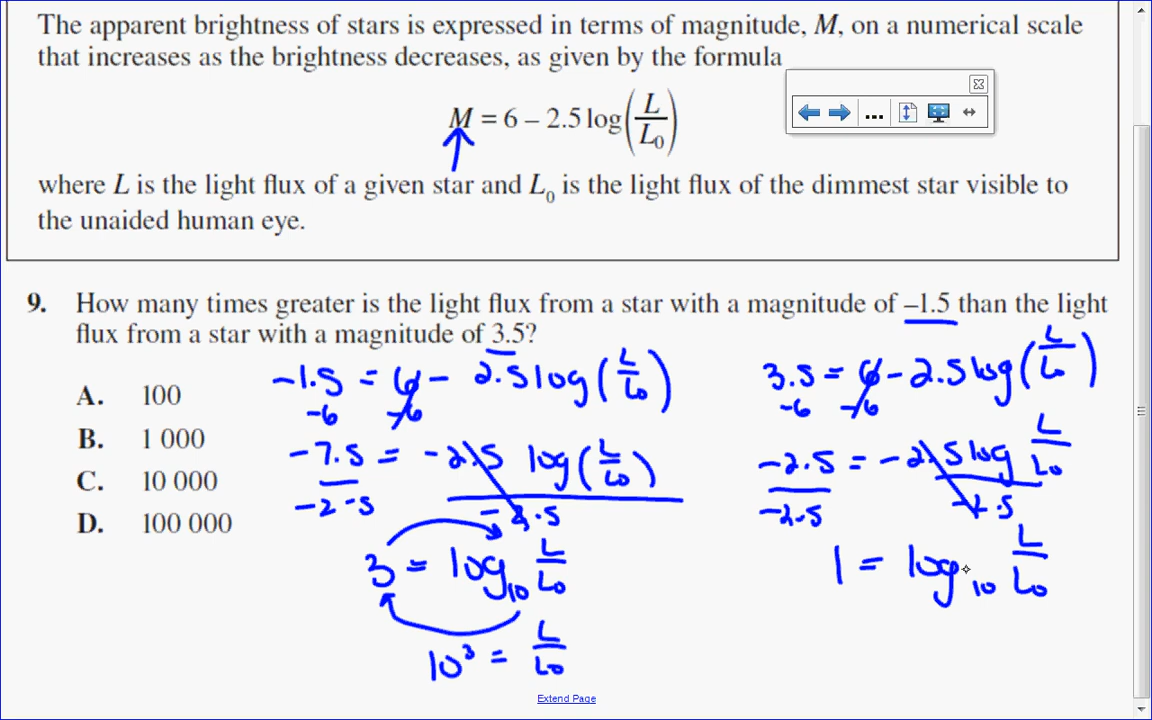 The apparent brightness of stars is expressed in terms of magnitude, M, on a numerical scale
that increases as the brightness decreases, as given by the formula
M = 6 – 2.5 log(L/L₀)
...
where L is the light flux of a given star and L₀ is the light flux of the dimmest star visible to
the unaided human eye.
9. How many times greater is the light flux from a star with a magnitude of –1.5 than the light
flux from a star with a magnitude of 3.5?
A. 100
B. 1 000
C. 10 000
D. 100 000
-1.5 = 6 - 2.5 log (L/L₀)
-6 -6
-7.5 = -2.5 log (L/L₀)
-2.5 -2.5
3 = log₁₀ L/L₀
10³ = L/L₀
3.5 = 6 - 2.5 log (L/L₀)
-6 -6
-2.5 = -2.5 log L/L₀
-2.5 -2.5
1 = log₁₀ L/L₀
Extend Page